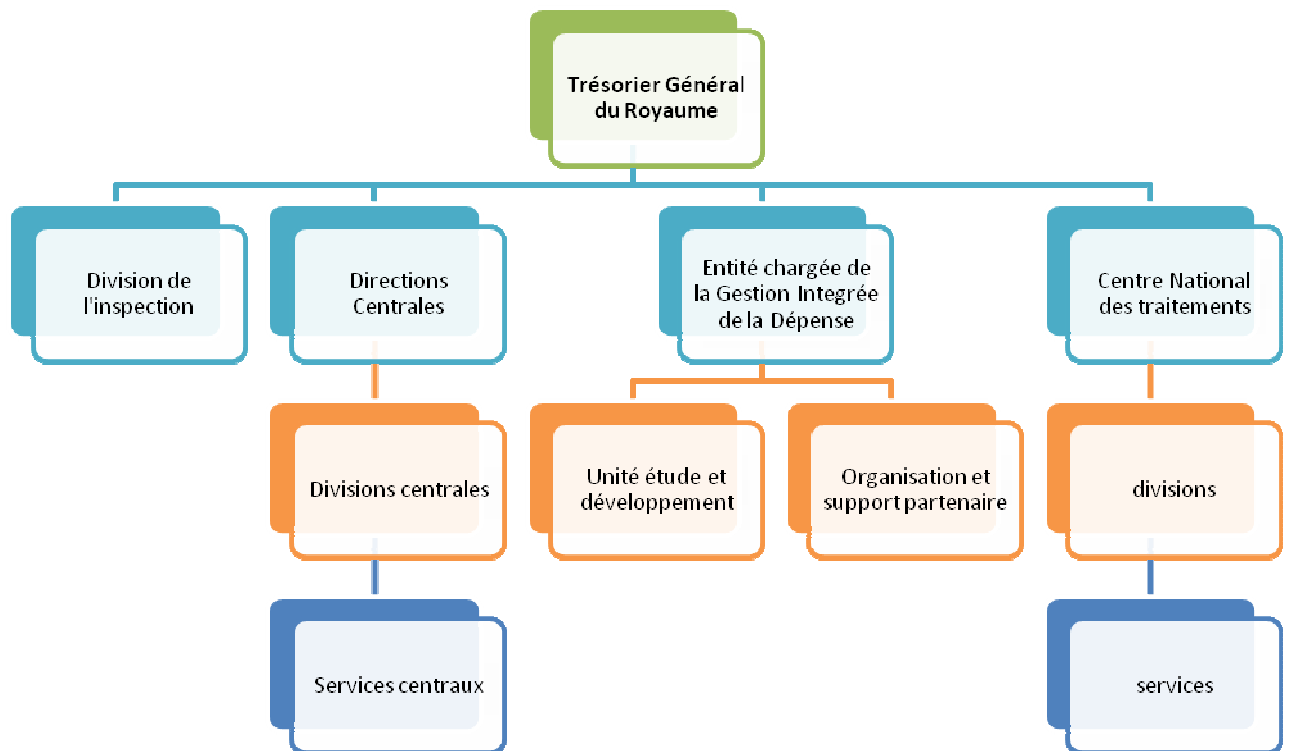 Trésorier Général
du Royaume
Division de
l'inspection
Directions
Centrales
Entité chargée de
la Gestion Integrée
de la Dépense
Centre National
des traitements
Divisions centrales
Unité étude et
développement
Organisation et
support partenaire
divisions
Services centraux
services